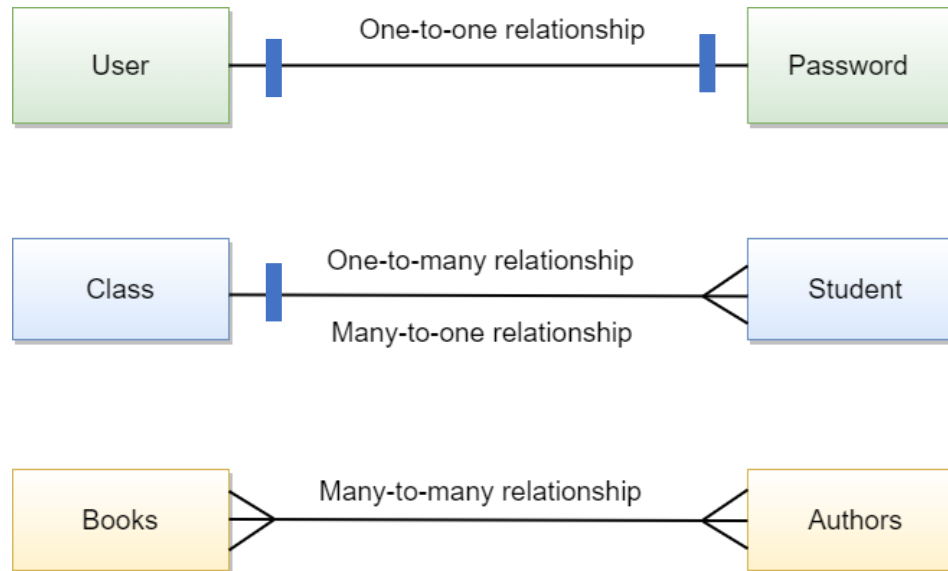 User
One-to-one relationship
Password
Class
One-to-many relationship
Many-to-one relationship
Student
Books
Many-to-many relationship
Authors